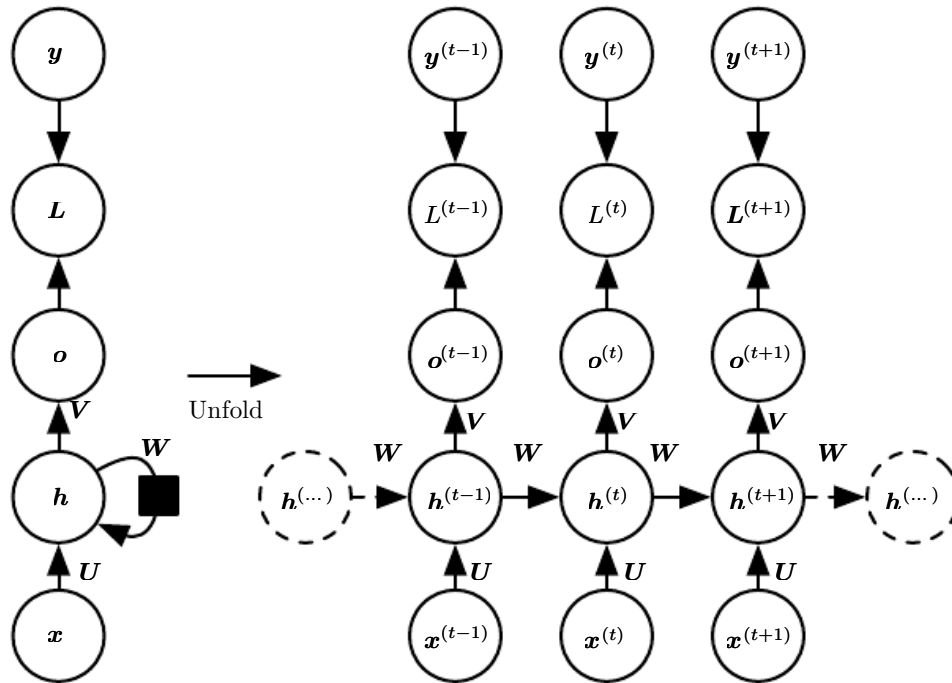 y y^(t−1) y^(t) y^(t+1)
L L^(t−1) L^(t) L^(t+1)
o o^(t−1) o^(t) o^(t+1)
Unfold
V V V V
W W W W W
h h^(...) h^(t−1) h^(t) h^(t+1) h^(...)
U U U U
x x^(t−1) x^(t) x^(t+1)